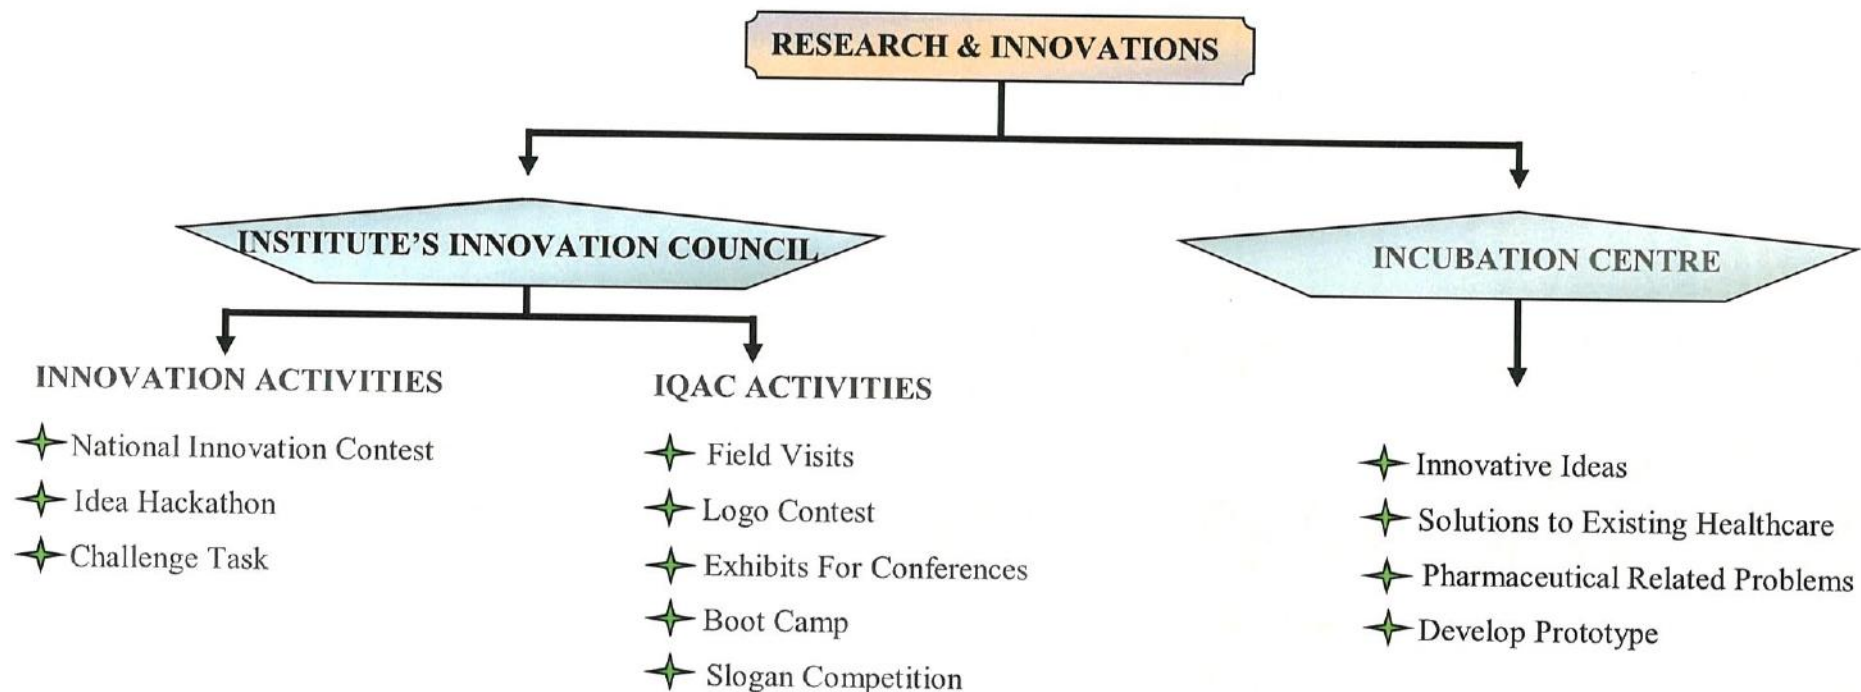 RESEARCH & INNOVATIONS
INSTITUTE’S INNOVATION COUNCIL
INCUBATION CENTRE
INNOVATION ACTIVITIES
National Innovation Contest
Idea Hackathon
Challenge Task
IQAC ACTIVITIES
Field Visits
Logo Contest
Exhibits For Conferences
Boot Camp
Slogan Competition
Innovative Ideas
Solutions to Existing Healthcare
Pharmaceutical Related Problems
Develop Prototype